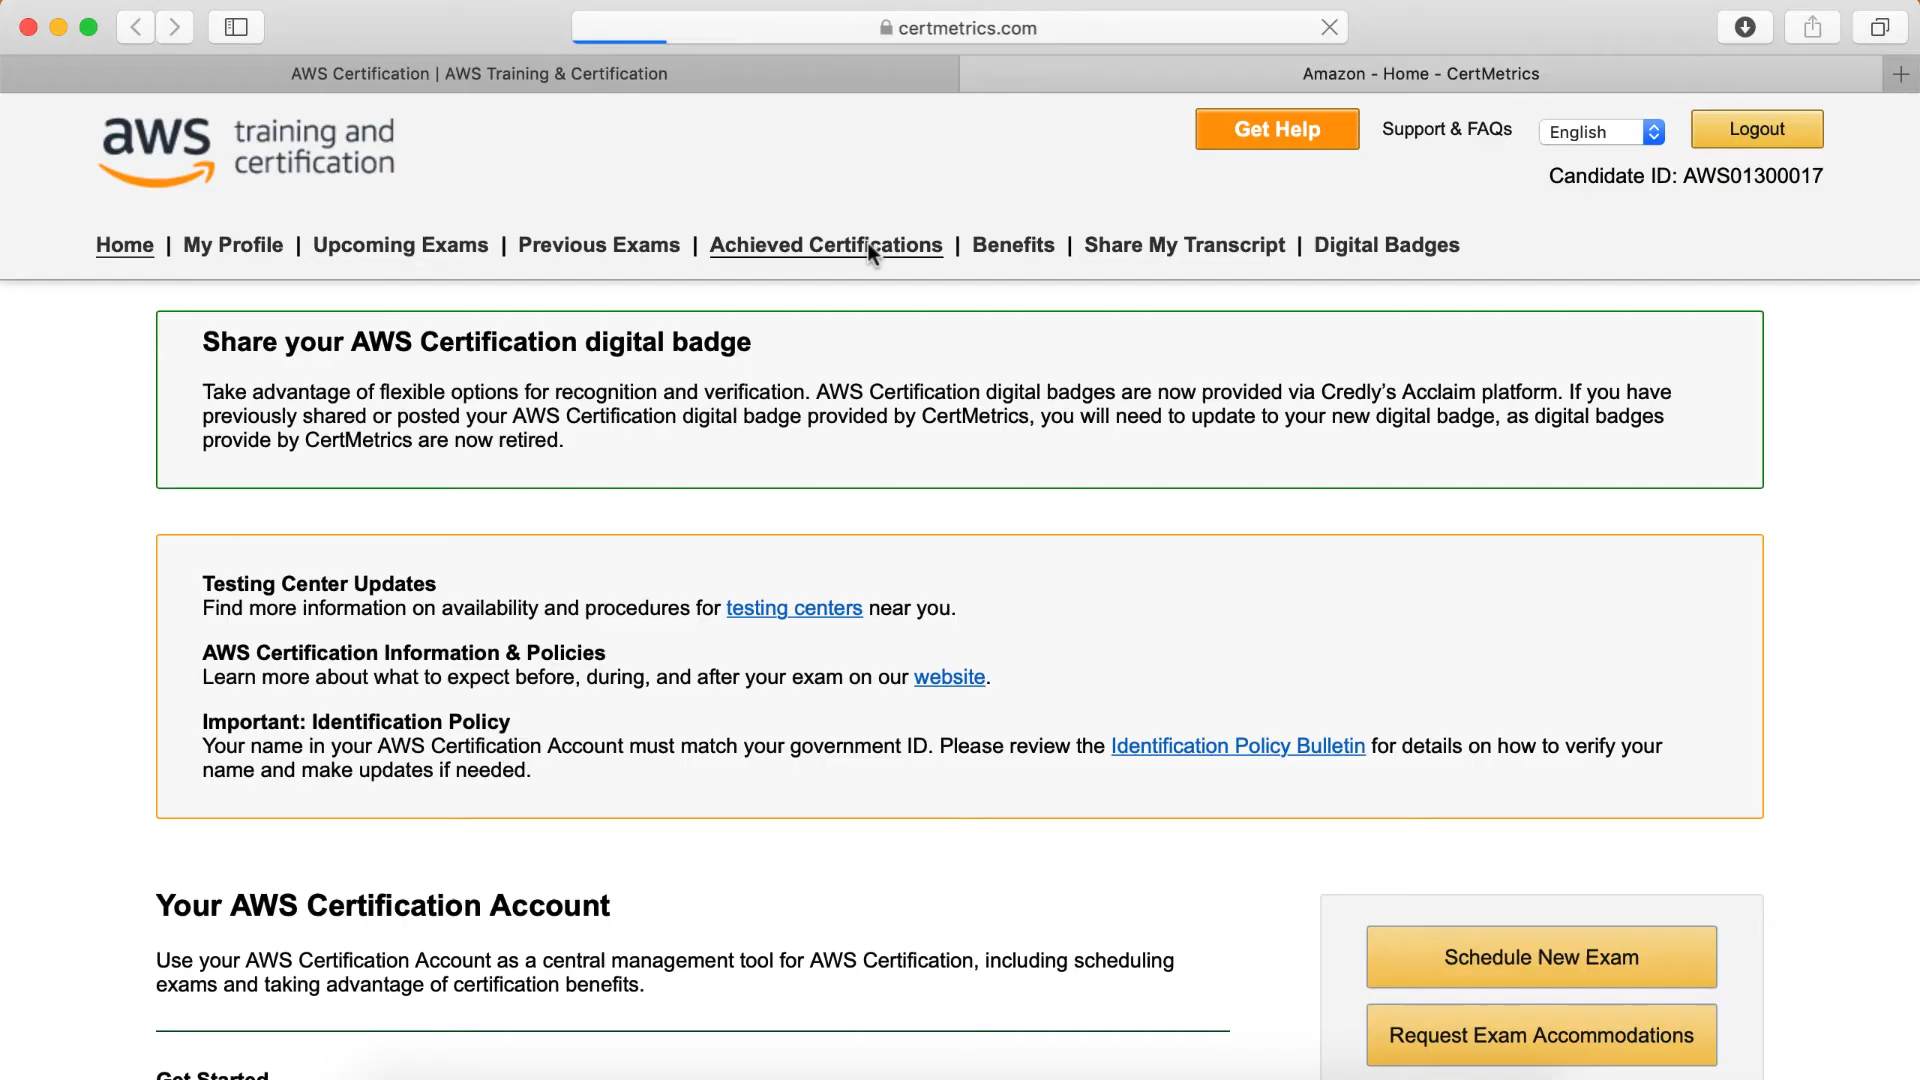 certmetrics.com
AWS Certification | AWS Training & Certification
Amazon - Home - CertMetrics
aws training and certification
Get Help
Support & FAQs
English
Logout
Candidate ID: AWS01300017
Home | My Profile | Upcoming Exams | Previous Exams | Achieved Certifications | Benefits | Share My Transcript | Digital Badges
Share your AWS Certification digital badge
Take advantage of flexible options for recognition and verification. AWS Certification digital badges are now provided via Credly's Acclaim platform. If you have
previously shared or posted your AWS Certification digital badge provided by CertMetrics, you will need to update to your new digital badge, as digital badges
provide by CertMetrics are now retired.
Testing Center Updates
Find more information on availability and procedures for testing centers near you.
AWS Certification Information & Policies
Learn more about what to expect before, during, and after your exam on our website.
Important: Identification Policy
Your name in your AWS Certification Account must match your government ID. Please review the Identification Policy Bulletin for details on how to verify your
name and make updates if needed.
Your AWS Certification Account
Use your AWS Certification Account as a central management tool for AWS Certification, including scheduling
exams and taking advantage of certification benefits.
Schedule New Exam
Request Exam Accommodations
Get Started